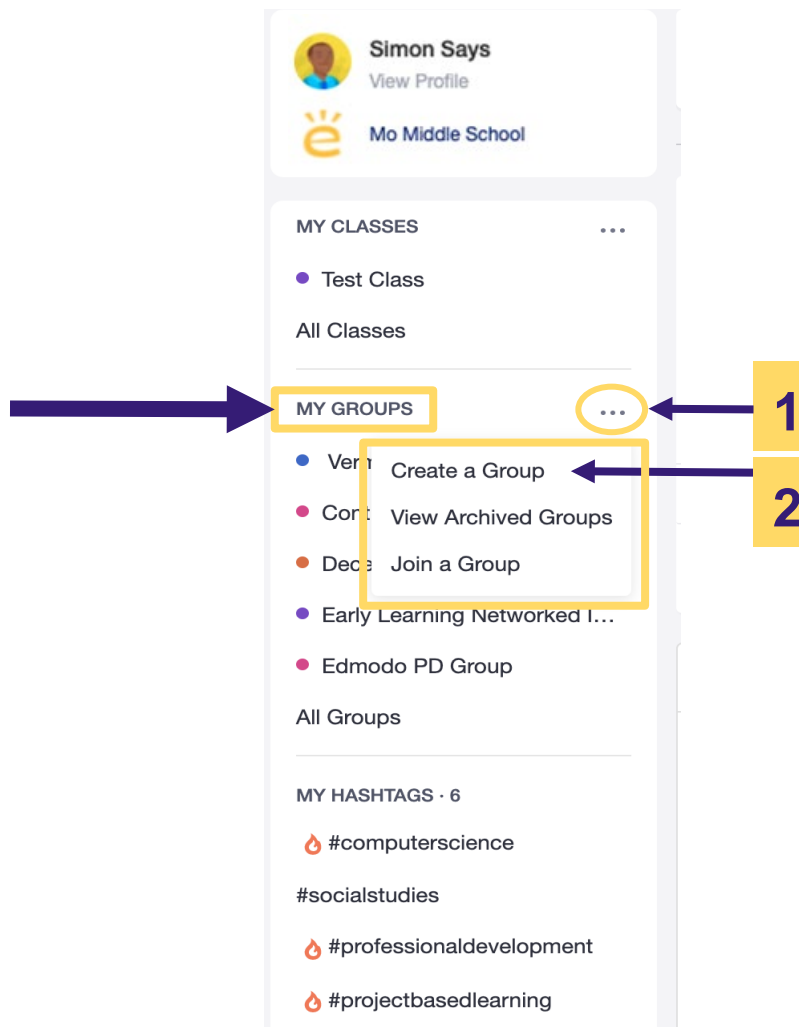 Simon Says
View Profile
Mo Middle School
MY CLASSES ...
Test Class
All Classes
MY GROUPS ...
1
Create a Group
2
View Archived Groups
Join a Group
Early Learning Networked I...
Edmodo PD Group
All Groups
MY HASHTAGS · 6
#computerscience
#socialstudies
#professionaldevelopment
#projectbasedlearning